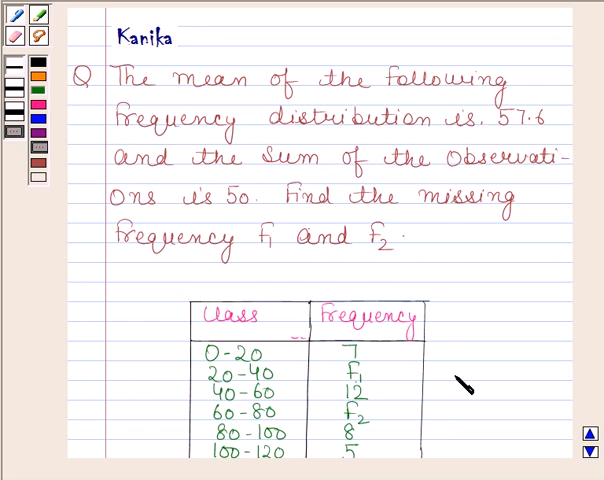 Kanika
Q The mean of the following
frequency distribution is. 57.6
and the sum of the Observati-
ons is 50. Find the missing
frequency f₁ and f₂.
Class Frequency
0-20 7
20-40 f₁
40-60 12
60-80 f₂
80-100 8
100-120 5